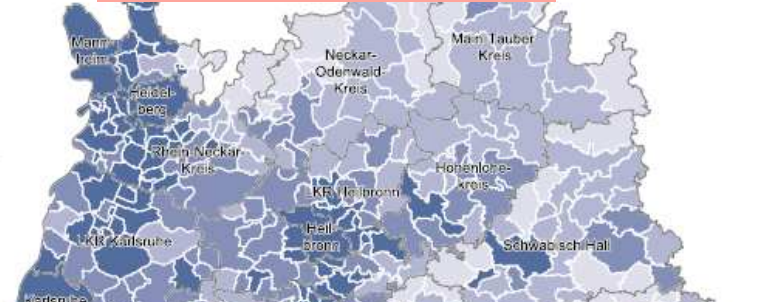 Mann-
heim
Neckar-
Odenwald-
Kreis
Main-Tauber
Kreis
Heidel-
berg
Rhein-Neckar-
Kreis
LKR Heilbronn
Hohenlohe-
kreis
Heil-
bronn
LKR Karlsruhe
Schwäbisch Hall
Karlsruhe